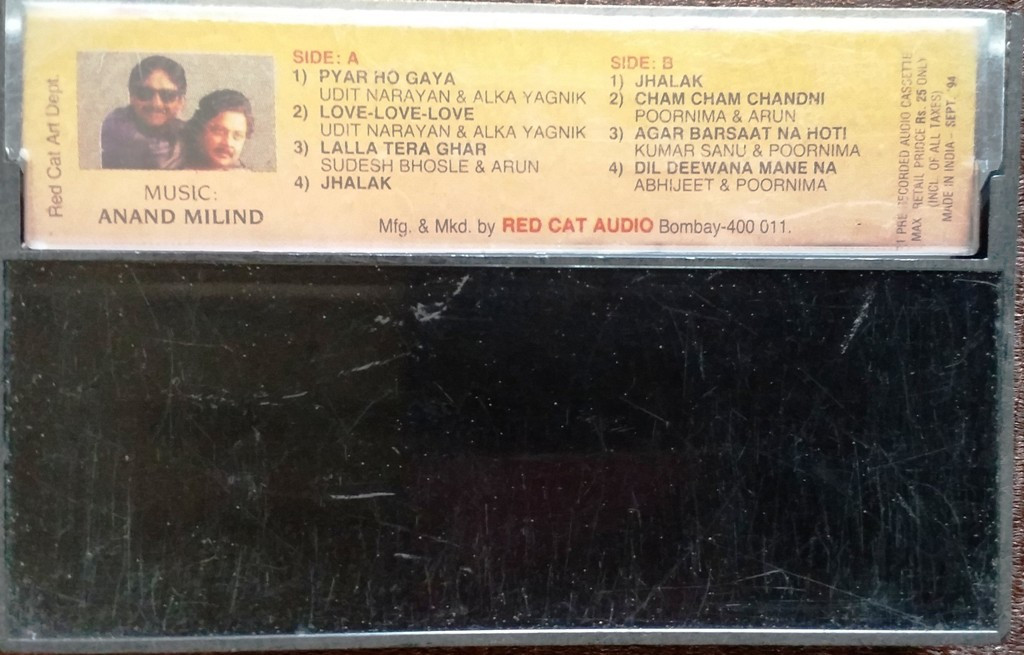 Red Cat Art Dept.
MUSIC:
ANAND MILIND
SIDE: A
1) PYAR HO GAYA
UDIT NARAYAN & ALKA YAGNIK
2) LOVE-LOVE-LOVE
UDIT NARAYAN & ALKA YAGNIK
3) LALLA TERA GHAR
SUDESH BHOSLE & ARUN
4) JHALAK
SIDE: B
1) JHALAK
2) CHAM CHAM CHANDNI
POORNIMA & ARUN
3) AGAR BARSAAT NA HOTI
KUMAR SANU & POORNIMA
4) DIL DEEWANA MANE NA
ABHIJEET & POORNIMA
Mfg. & Mkd. by RED CAT AUDIO Bombay-400 011.
1 PRE RECORDED AUDIO CASSETTE
MAX RETAIL PRIDCE Rs. 25 ONLY
(INCL. OF ALL TAXES)
MADE IN INDIA - SEPT. '94